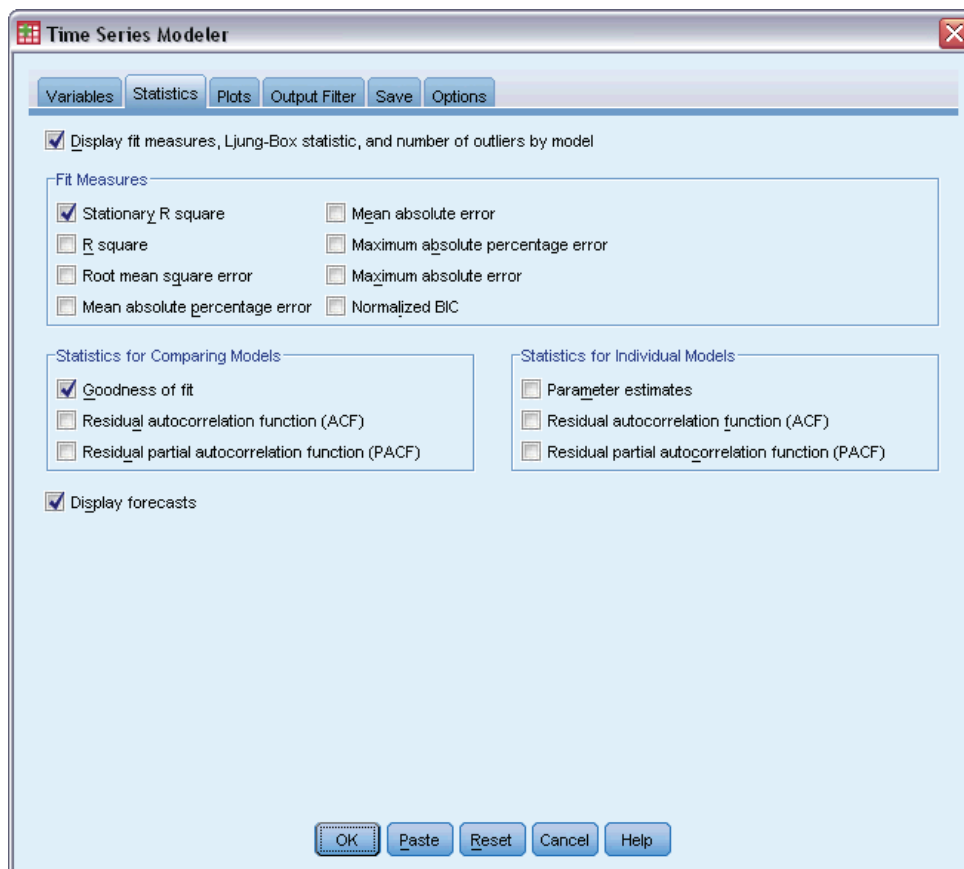 Time Series Modeler
Variables Statistics Plots Output Filter Save Options
Display fit measures, Ljung-Box statistic, and number of outliers by model
Fit Measures
Stationary R square
Mean absolute error
R square
Maximum absolute percentage error
Root mean square error
Maximum absolute error
Mean absolute percentage error
Normalized BIC
Statistics for Comparing Models
Goodness of fit
Residual autocorrelation function (ACF)
Residual partial autocorrelation function (PACF)
Statistics for Individual Models
Parameter estimates
Residual autocorrelation function (ACF)
Residual partial autocorrelation function (PACF)
Display forecasts
OK Paste Reset Cancel Help